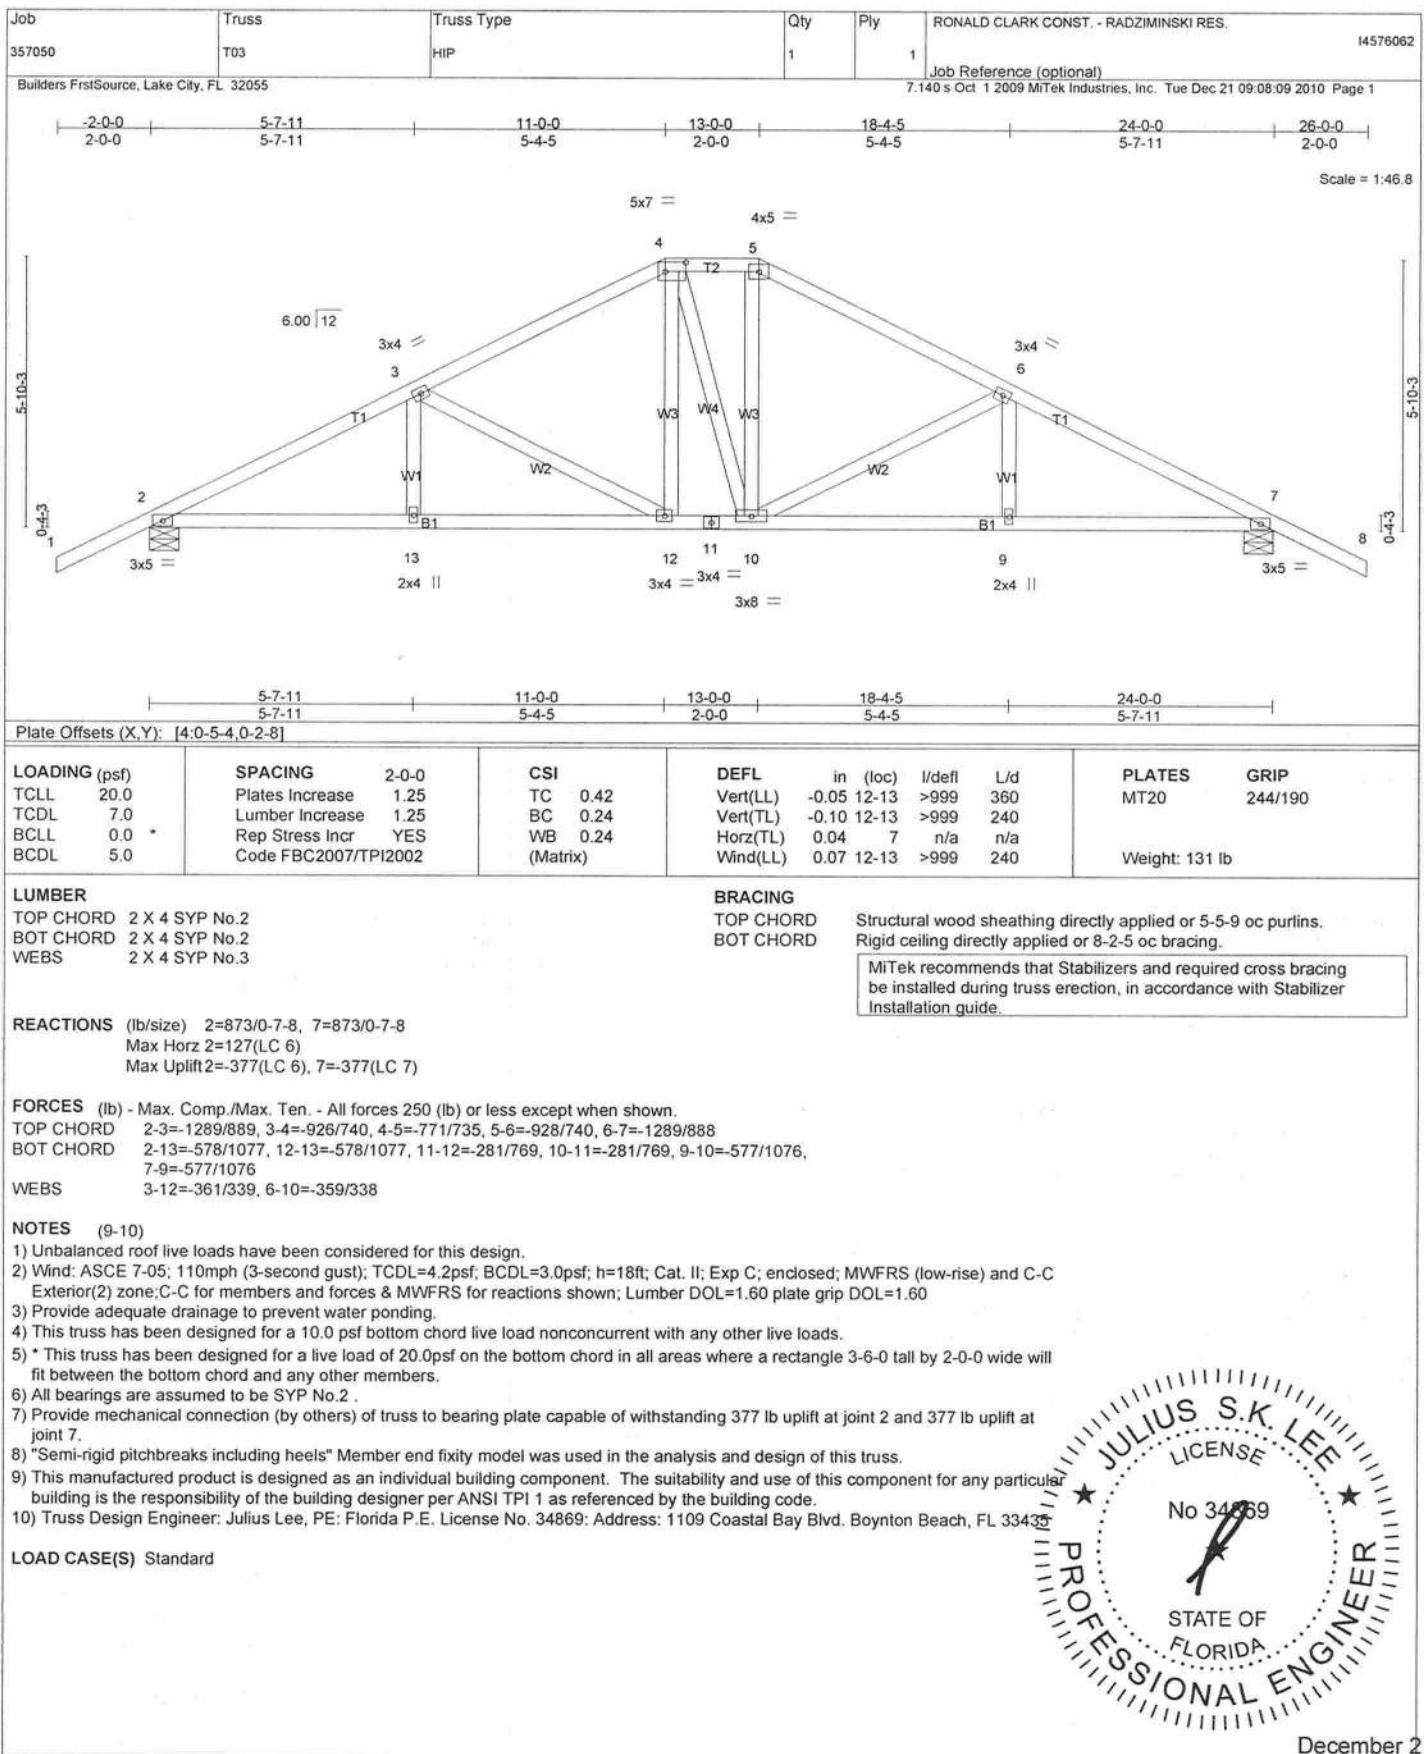 Job Truss Truss Type Qty Ply RONALD CLARK CONST. - RADZIMINSKI RES.
357050 T03 HIP 1 1 I4576062
Job Reference (optional)
Builders FrstSource, Lake City, FL 32055 7.140 s Oct 1 2009 MiTek Industries, Inc. Tue Dec 21 09:08:09 2010 Page 1
-2-0-0 5-7-11 11-0-0 13-0-0 18-4-5 24-0-0 26-0-0
2-0-0 5-7-11 5-4-5 2-0-0 5-4-5 5-7-11 2-0-0
Scale = 1:46.8
5x7 =
4x5 =
4 5
T2
6.00 12
3x4 = 3x4 =
3 6
5-10-3 5-10-3
T1 W3 W4 W3 T1
W1 W2 W2 W1
2 7
0-4-3 0-4-3
1 B1 B1 8
3x5 = 13 12 11 10 9 3x5 =
2x4 || 3x4 = 3x4 = 2x4 ||
3x8 =
5-7-11 11-0-0 13-0-0 18-4-5 24-0-0
5-7-11 5-4-5 2-0-0 5-4-5 5-7-11
Plate Offsets (X,Y): [4:0-5-4,0-2-8]
LOADING (psf) SPACING 2-0-0 CSI DEFL in (loc) l/defl L/d PLATES GRIP
TCLL 20.0 Plates Increase 1.25 TC 0.42 Vert(LL) -0.05 12-13 >999 360 MT20 244/190
TCDL 7.0 Lumber Increase 1.25 BC 0.24 Vert(TL) -0.10 12-13 >999 240
BCLL 0.0 * Rep Stress Incr YES WB 0.24 Horz(TL) 0.04 7 n/a n/a
BCDL 5.0 Code FBC2007/TPI2002 (Matrix) Wind(LL) 0.07 12-13 >999 240 Weight: 131 lb
LUMBER
TOP CHORD 2 X 4 SYP No.2
BOT CHORD 2 X 4 SYP No.2
WEBS 2 X 4 SYP No.3
BRACING
TOP CHORD Structural wood sheathing directly applied or 5-5-9 oc purlins.
BOT CHORD Rigid ceiling directly applied or 8-2-5 oc bracing.
MiTek recommends that Stabilizers and required cross bracing
be installed during truss erection, in accordance with Stabilizer
Installation guide.
REACTIONS (lb/size) 2=873/0-7-8, 7=873/0-7-8
Max Horz 2=127(LC 6)
Max Uplift2=-377(LC 6), 7=-377(LC 7)
FORCES (lb) - Max. Comp./Max. Ten. - All forces 250 (lb) or less except when shown.
TOP CHORD 2-3=-1289/889, 3-4=-926/740, 4-5=-771/735, 5-6=-928/740, 6-7=-1289/888
BOT CHORD 2-13=-578/1077, 12-13=-578/1077, 11-12=-281/769, 10-11=-281/769, 9-10=-577/1076,
7-9=-577/1076
WEBS 3-12=-361/339, 6-10=-359/338
NOTES (9-10)
1) Unbalanced roof live loads have been considered for this design.
2) Wind: ASCE 7-05; 110mph (3-second gust); TCDL=4.2psf; BCDL=3.0psf; h=18ft; Cat. II; Exp C; enclosed; MWFRS (low-rise) and C-C
Exterior(2) zone;C-C for members and forces & MWFRS for reactions shown; Lumber DOL=1.60 plate grip DOL=1.60
3) Provide adequate drainage to prevent water ponding.
4) This truss has been designed for a 10.0 psf bottom chord live load nonconcurrent with any other live loads.
5) * This truss has been designed for a live load of 20.0psf on the bottom chord in all areas where a rectangle 3-6-0 tall by 2-0-0 wide will
fit between the bottom chord and any other members.
6) All bearings are assumed to be SYP No.2 .
7) Provide mechanical connection (by others) of truss to bearing plate capable of withstanding 377 lb uplift at joint 2 and 377 lb uplift at
joint 7.
8) "Semi-rigid pitchbreaks including heels" Member end fixity model was used in the analysis and design of this truss.
9) This manufactured product is designed as an individual building component. The suitability and use of this component for any particular
building is the responsibility of the building designer per ANSI TPI 1 as referenced by the building code.
10) Truss Design Engineer: Julius Lee, PE: Florida P.E. License No. 34869: Address: 1109 Coastal Bay Blvd. Boynton Beach, FL 33435
LOAD CASE(S) Standard
JULIUS S.K. LEE
LICENSE
No 34869
STATE OF
FLORIDA
PROFESSIONAL ENGINEER
December 2